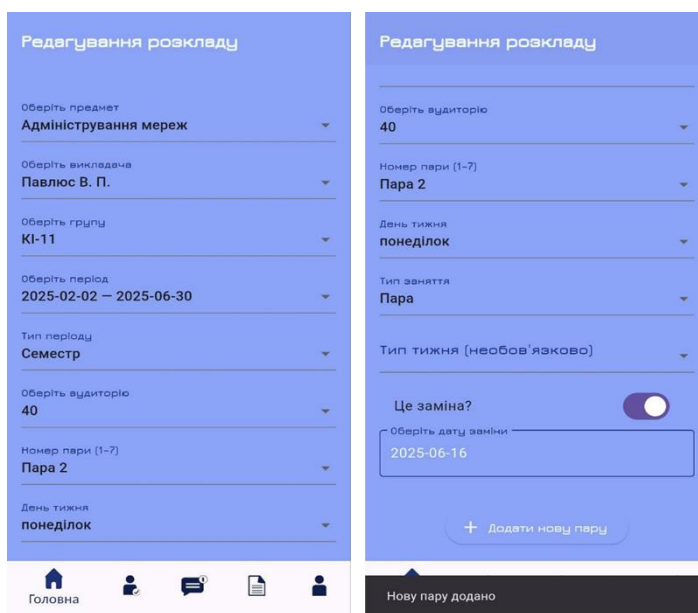 Редагування розкладу
Оберіть предмет
Адміністрування мереж
Оберіть викладача
Павлюс В. П.
Оберіть групу
КІ-11
Оберіть період
2025-02-02 — 2025-06-30
Тип періоду
Семестр
Оберіть аудиторію
40
Номер пари (1-7)
Пара 2
День тижня
понеділок
Головна
Редагування розкладу
Оберіть аудиторію
40
Номер пари (1-7)
Пара 2
День тижня
понеділок
Тип заняття
Пара
Тип тижня (необов'язково)
Це заміна?
Оберіть дату заміни
2025-06-16
+ Додати нову пару
Нову пару додано